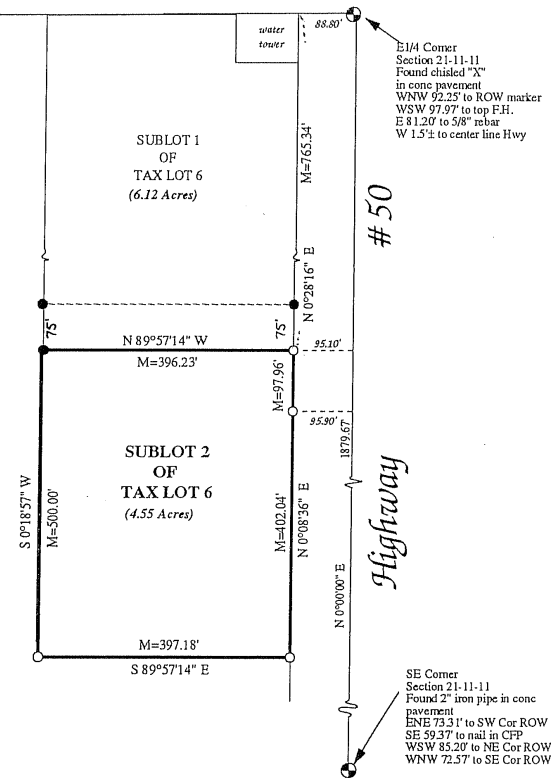 water
tower
88.80'
E1/4 Corner
Section 21-11-11
Found chisled "X"
in conc pavement
WNW 92.25' to ROW marker
WSW 97.97' to top F.H.
E 81.20' to 5/8" rebar
W 1.5'± to center line Hwy
SUBLOT 1
OF
TAX LOT 6
(6.12 Acres)
M=765.34'
N 0°28'16" E
# 50
75'
75'
N 89°57'14" W
M=396.23'
95.10'
M=97.96'
95.90'
1879.67
SUBLOT 2
OF
TAX LOT 6
(4.55 Acres)
S 0°18'57" W
M=500.00'
M=402.04'
N 0°08'36" E
N 0°00'00" E
Highway
M=397.18'
S 89°57'14" E
SE Corner
Section 21-11-11
Found 2" iron pipe in conc
pavement
ENE 73.31' to SW Cor ROW
SE 59.37' to nail in CFP
WSW 85.20' to NE Cor ROW
WNW 72.57' to SE Cor ROW